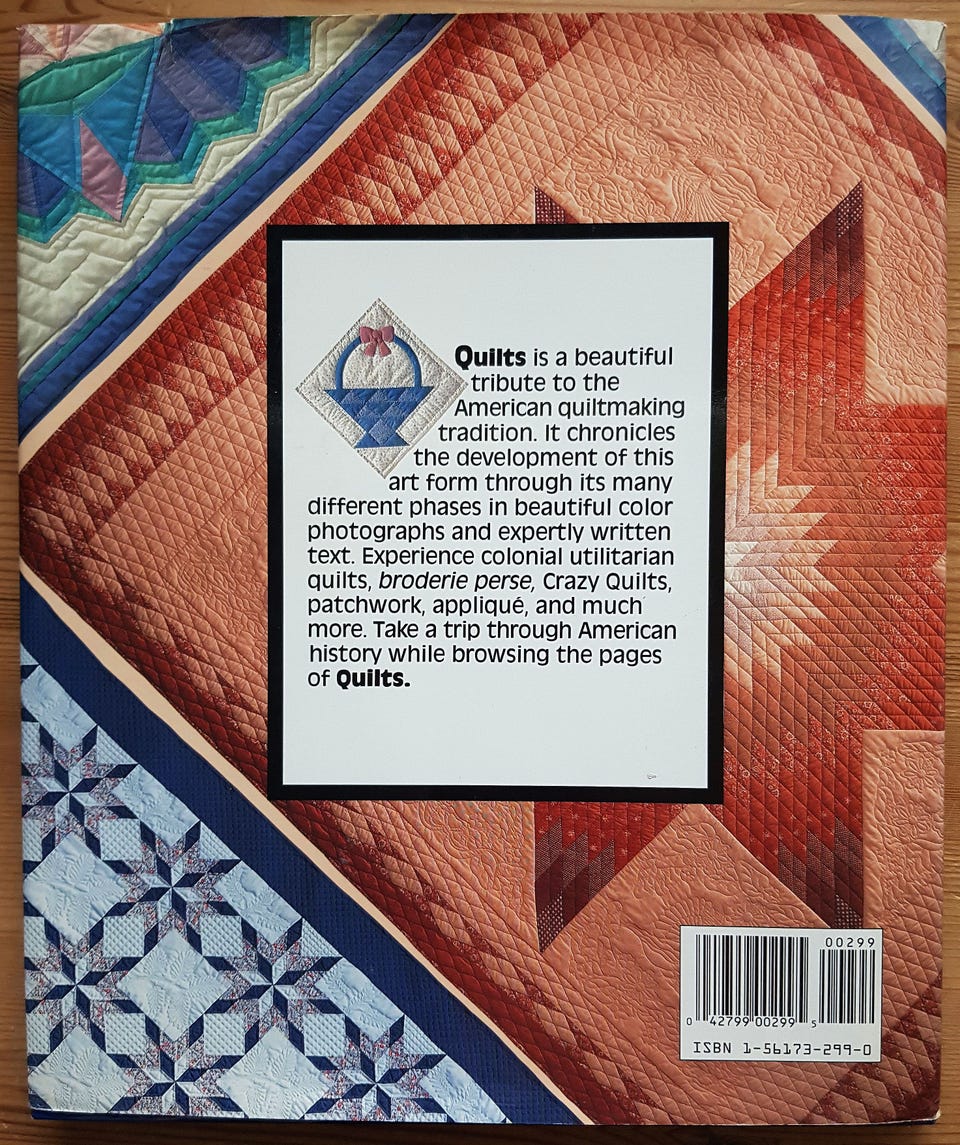 Quilts is a beautiful
tribute to the
American quiltmaking
tradition. It chronicles
the development of this
art form through its many
different phases in beautiful color
photographs and expertly written
text. Experience colonial utilitarian
quilts, broderie perse, Crazy Quilts,
patchwork, appliqué, and much
more. Take a trip through American
history while browsing the pages
of Quilts.
00299
0 42799 00299 5
ISBN 1-56173-299-0